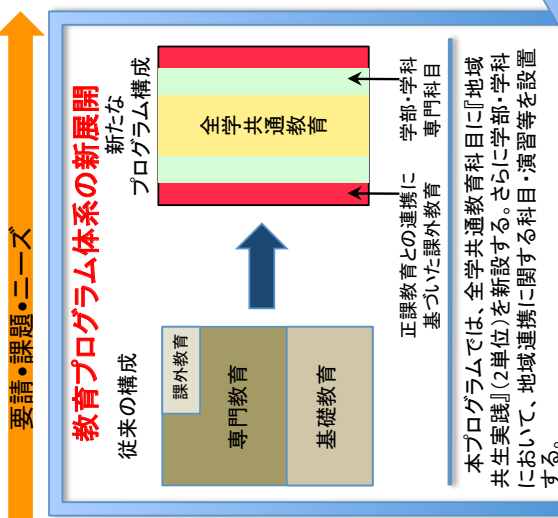 要請・課題・ニーズ
教育プログラム体系の新展開
従来の構成
課外教育
専門教育
基礎教育
新たな
プログラム構成
全学共通
教育
正課教育との連携に
基づいた課外教育
学部・学科
専門科目
本プログラムでは、全学共通教育科目に『地域
共生実践』(2単位)を新設する。さらに学部・学科
において、地域連携に関する科目・演習等を設置
する。